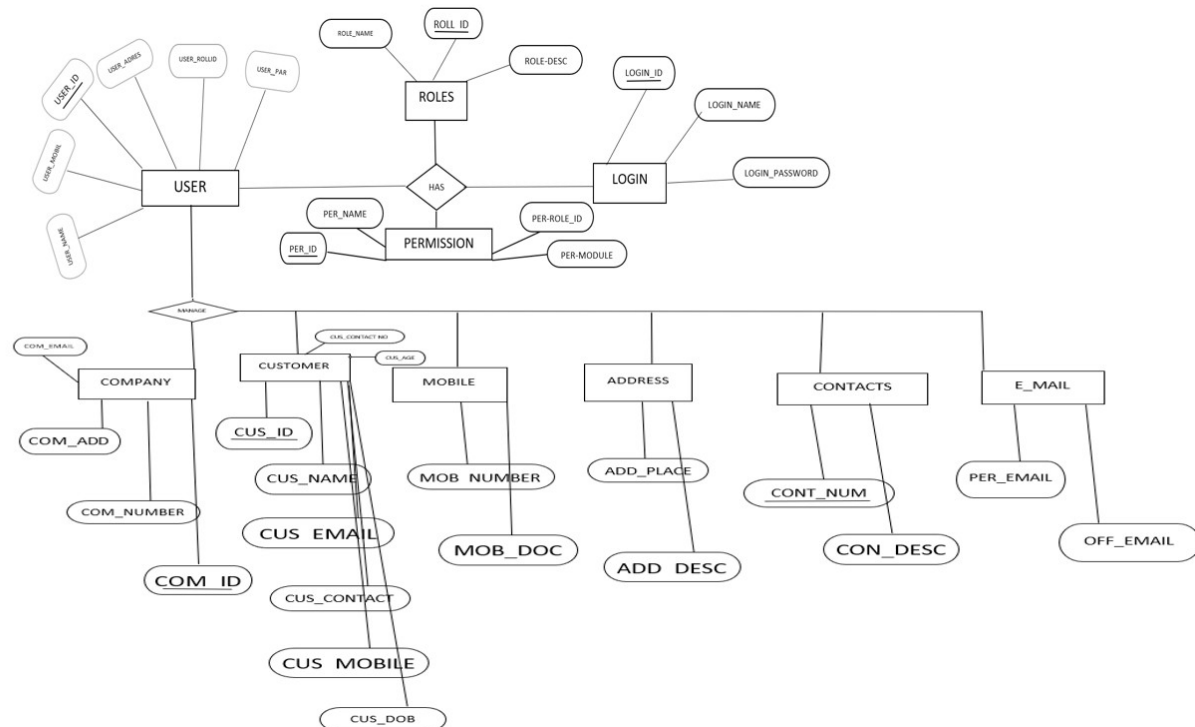 ROLE_NAME
ROLL_ID
ROLE-DESC
USER_ID
USER_ADRES
USER_ROLLID
USER_PAR
USER_MOBIL
USER_NAME
USER
ROLES
HAS
LOGIN_ID
LOGIN_NAME
LOGIN_PASSWORD
LOGIN
PER_NAME
PER_ID
PERMISSION
PER-ROLE_ID
PER-MODULE
MANAGE
COM_EMAIL
COMPANY
COM_ADD
COM_NUMBER
COM_ID
CUS_CONTACT NO
CUS_AGE
CUSTOMER
CUS_ID
CUS_NAME
CUS EMAIL
CUS_CONTACT
CUS MOBILE
CUS_DOB
MOBILE
MOB NUMBER
MOB_DOC
ADDRESS
ADD_PLACE
ADD DESC
CONTACTS
CONT_NUM
CON_DESC
E_MAIL
PER_EMAIL
OFF_EMAIL